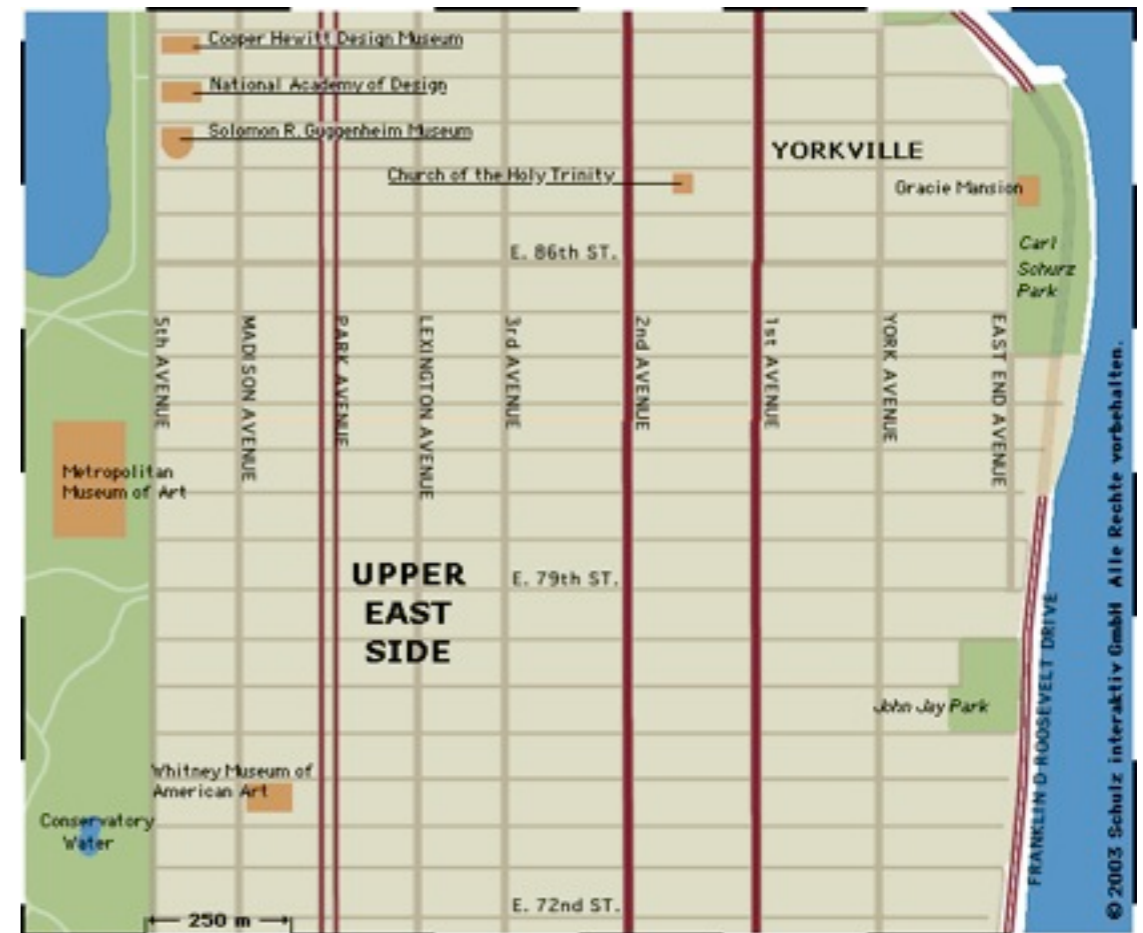 Cooper Hewitt Design Museum
National Academy of Design
Solomon R. Guggenheim Museum
YORKVILLE
Church of the Holy Trinity
Gracie Mansion
Carl
Schurz
Park
E. 86th ST.
5th AVENUE
MADISON AVENUE
PARK AVENUE
LEXINGTON AVENUE
3rd AVENUE
2nd AVENUE
1st AVENUE
YORK AVENUE
EAST END AVENUE
Metropolitan
Museum of Art
UPPER
EAST
SIDE
E. 79th ST.
John Jay Park
FRANKLIN D ROOSEVELT DRIVE
Whitney Museum of
American Art
Conservatory
Water
E. 72nd ST.
250 m
© 2003 Schulz interaktiv GmbH Alle Rechte vorbehalten.